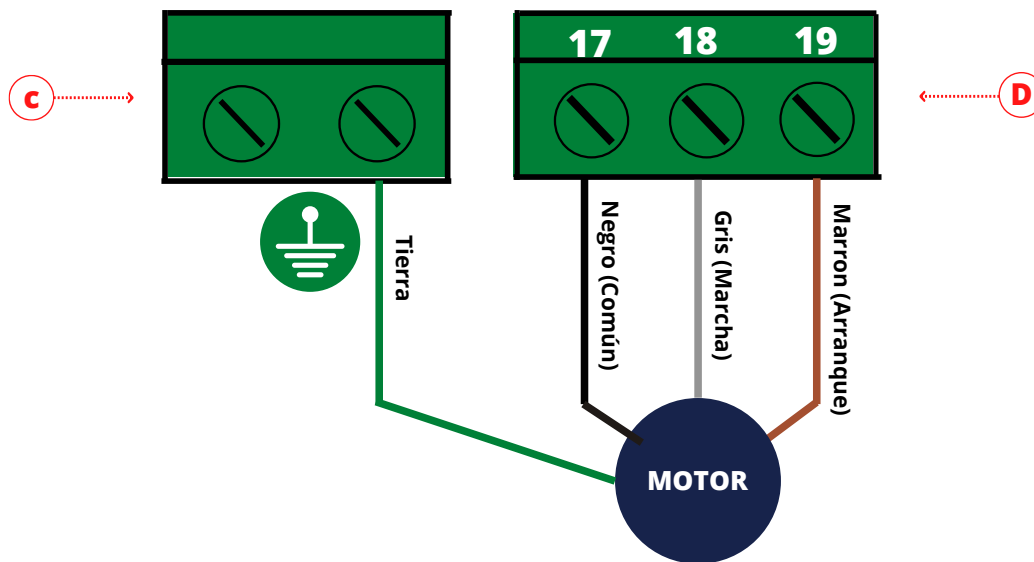 17
18
19
c
D
Tierra
Negro (Común)
Gris (Marcha)
Marron (Arranque)
MOTOR